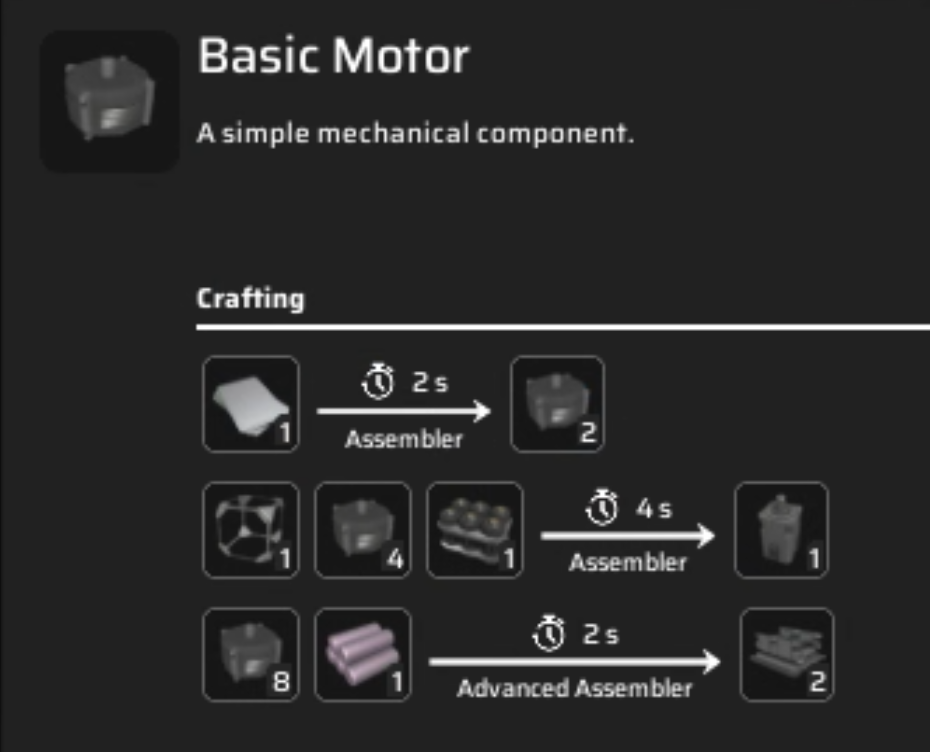 Basic Motor
A simple mechanical component.
Crafting
1 2 s Assembler 2
1 4 1 4 s Assembler 1
8 1 2 s Advanced Assembler 2